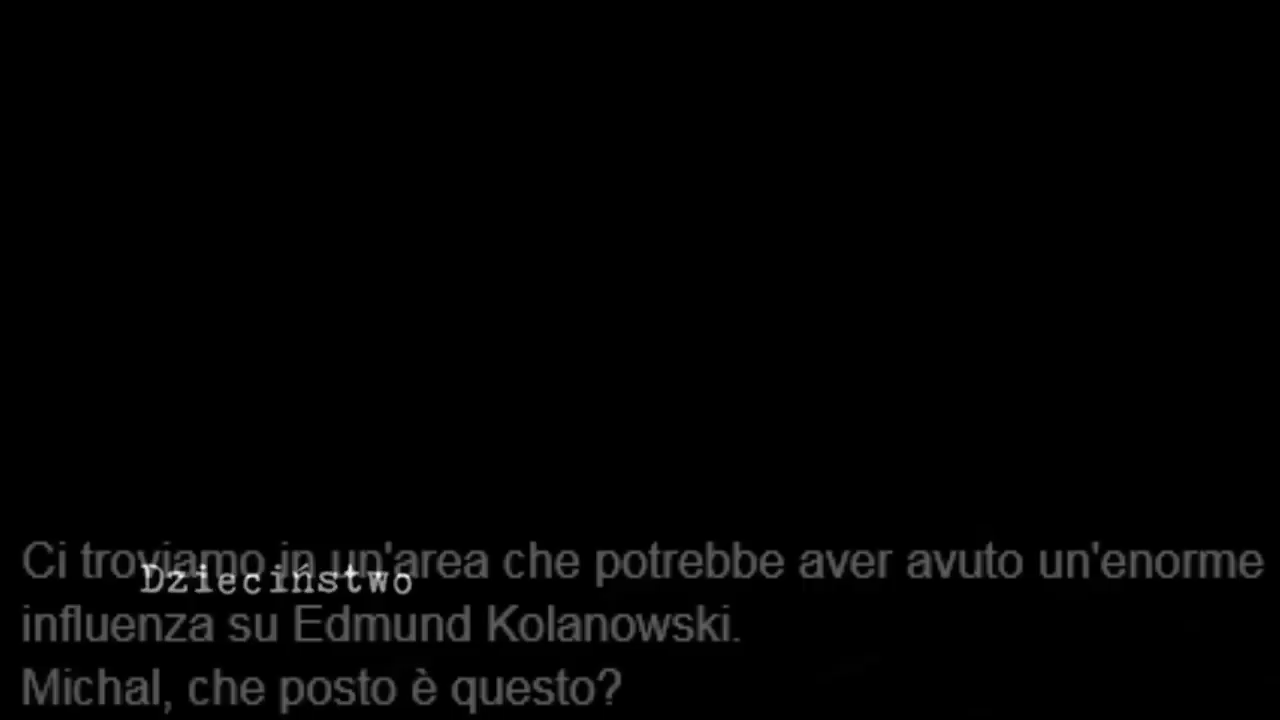 Ci troviamo in un'area che potrebbe aver avuto un'enorme
Dzieciństwo
influenza su Edmund Kolanowski.
Michal, che posto è questo?